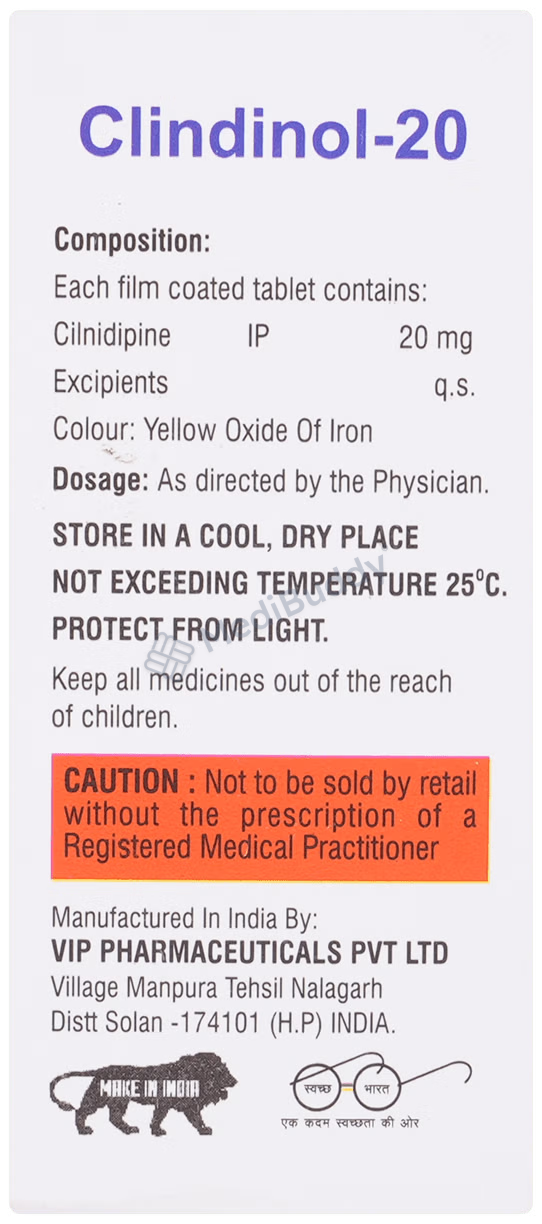 Clindinol-20
Composition:
Each film coated tablet contains:
Cilnidipine IP 20 mg
Excipients q.s.
Colour: Yellow Oxide Of Iron
Dosage: As directed by the Physician.
STORE IN A COOL, DRY PLACE
NOT EXCEEDING TEMPERATURE 25⁰C.
PROTECT FROM LIGHT.
MediBuddy
Keep all medicines out of the reach
of children.
CAUTION : Not to be sold by retail
without the prescription of a
Registered Medical Practitioner
Manufactured In India By:
VIP PHARMACEUTICALS PVT LTD
Village Manpura Tehsil Nalagarh
Distt Solan -174101 (H.P) INDIA.
MAKE IN INDIA
स्वच्छ भारत
एक कदम स्वच्छता की ओर